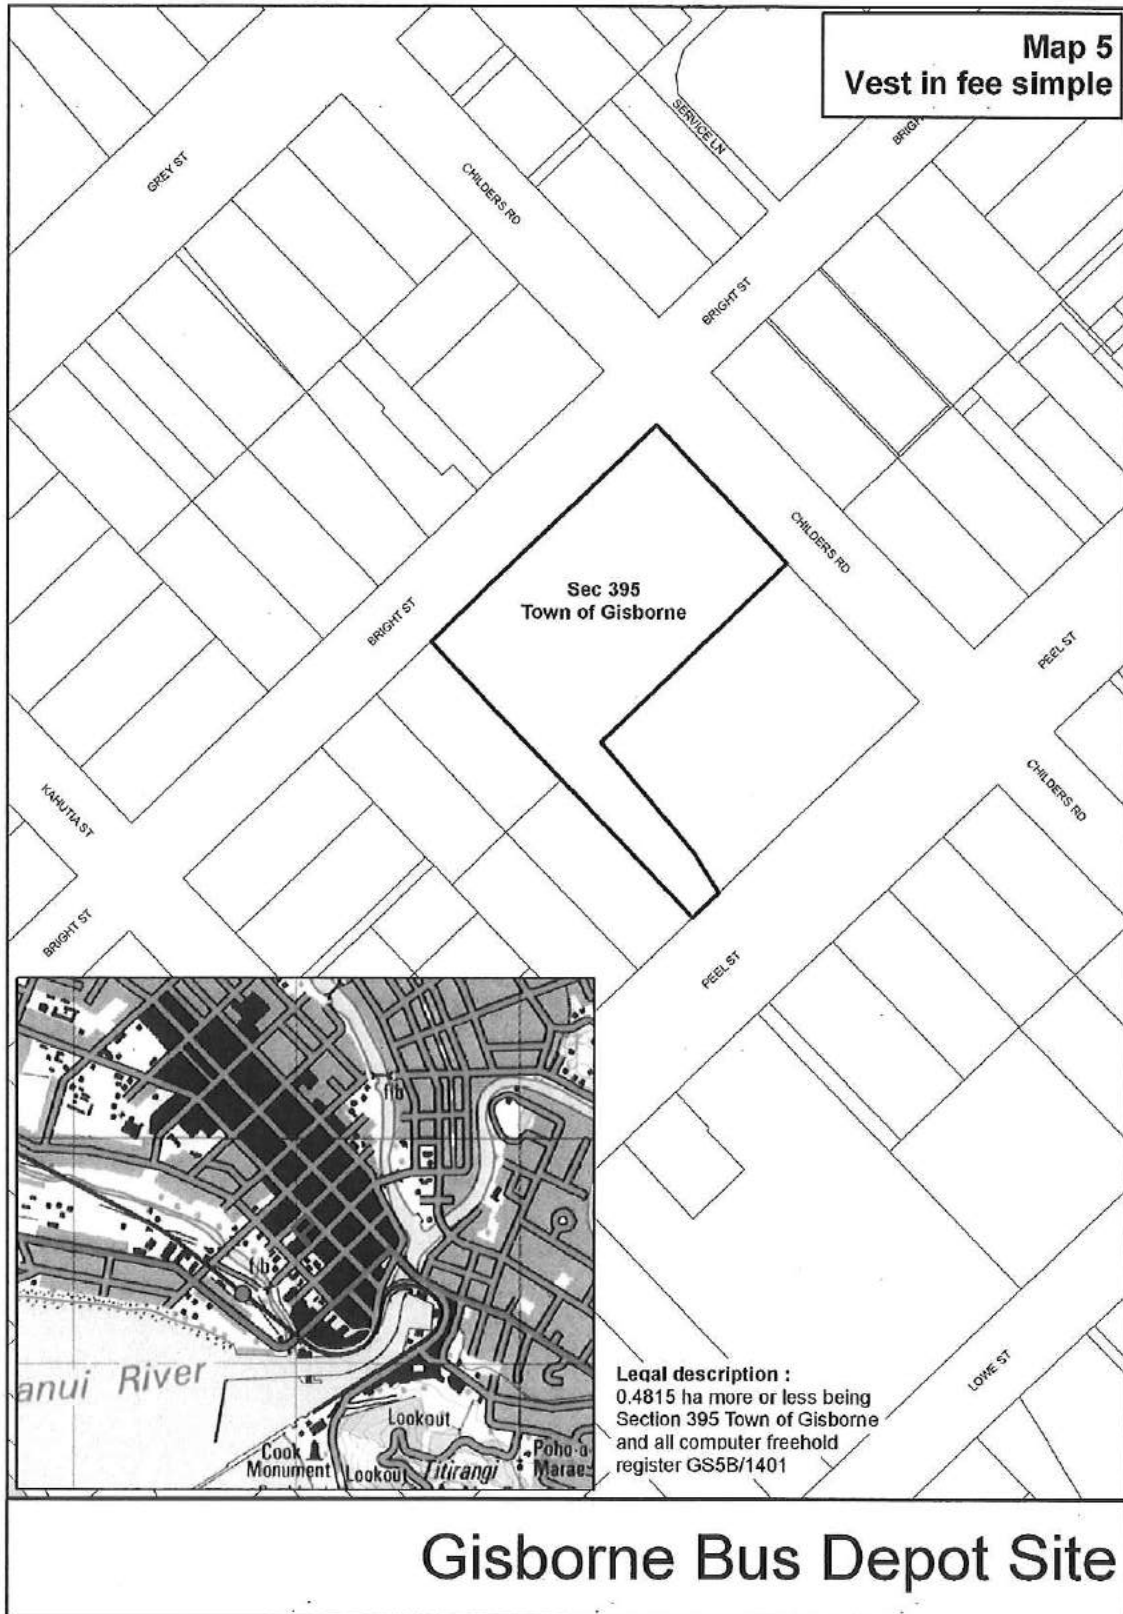 Map 5
Vest in fee simple
SERVICE LN
GREY ST
CHILDERS RD
BRIGHT ST
CHILDERS RD
Sec 395
Town of Gisborne
BRIGHT ST
PEEL ST
KAHUTIA ST
CHILDERS RD
BRIGHT ST
PEEL ST
f/b
f/b
anui River
Lookout
Cook
Monument
Lookout
Titirangi
Poho-o-
Marae
LOWE ST
Legal description :
0.4815 ha more or less being
Section 395 Town of Gisborne
and all computer freehold
register GS5B/1401
Gisborne Bus Depot Site